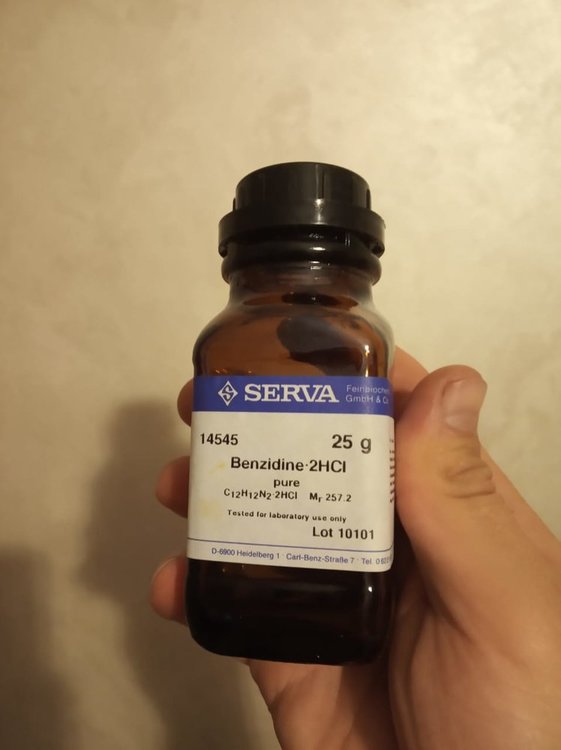 SERVA
GmbH & Co
14545
25 g
Benzidine·2HCl
pure
C₁₂H₁₂N₂·2HCl Mᵣ 257.2
Tested for laboratory use only
Lot 10101
D-6900 Heidelberg 1 · Carl-Benz-Straße 7 · Tel.